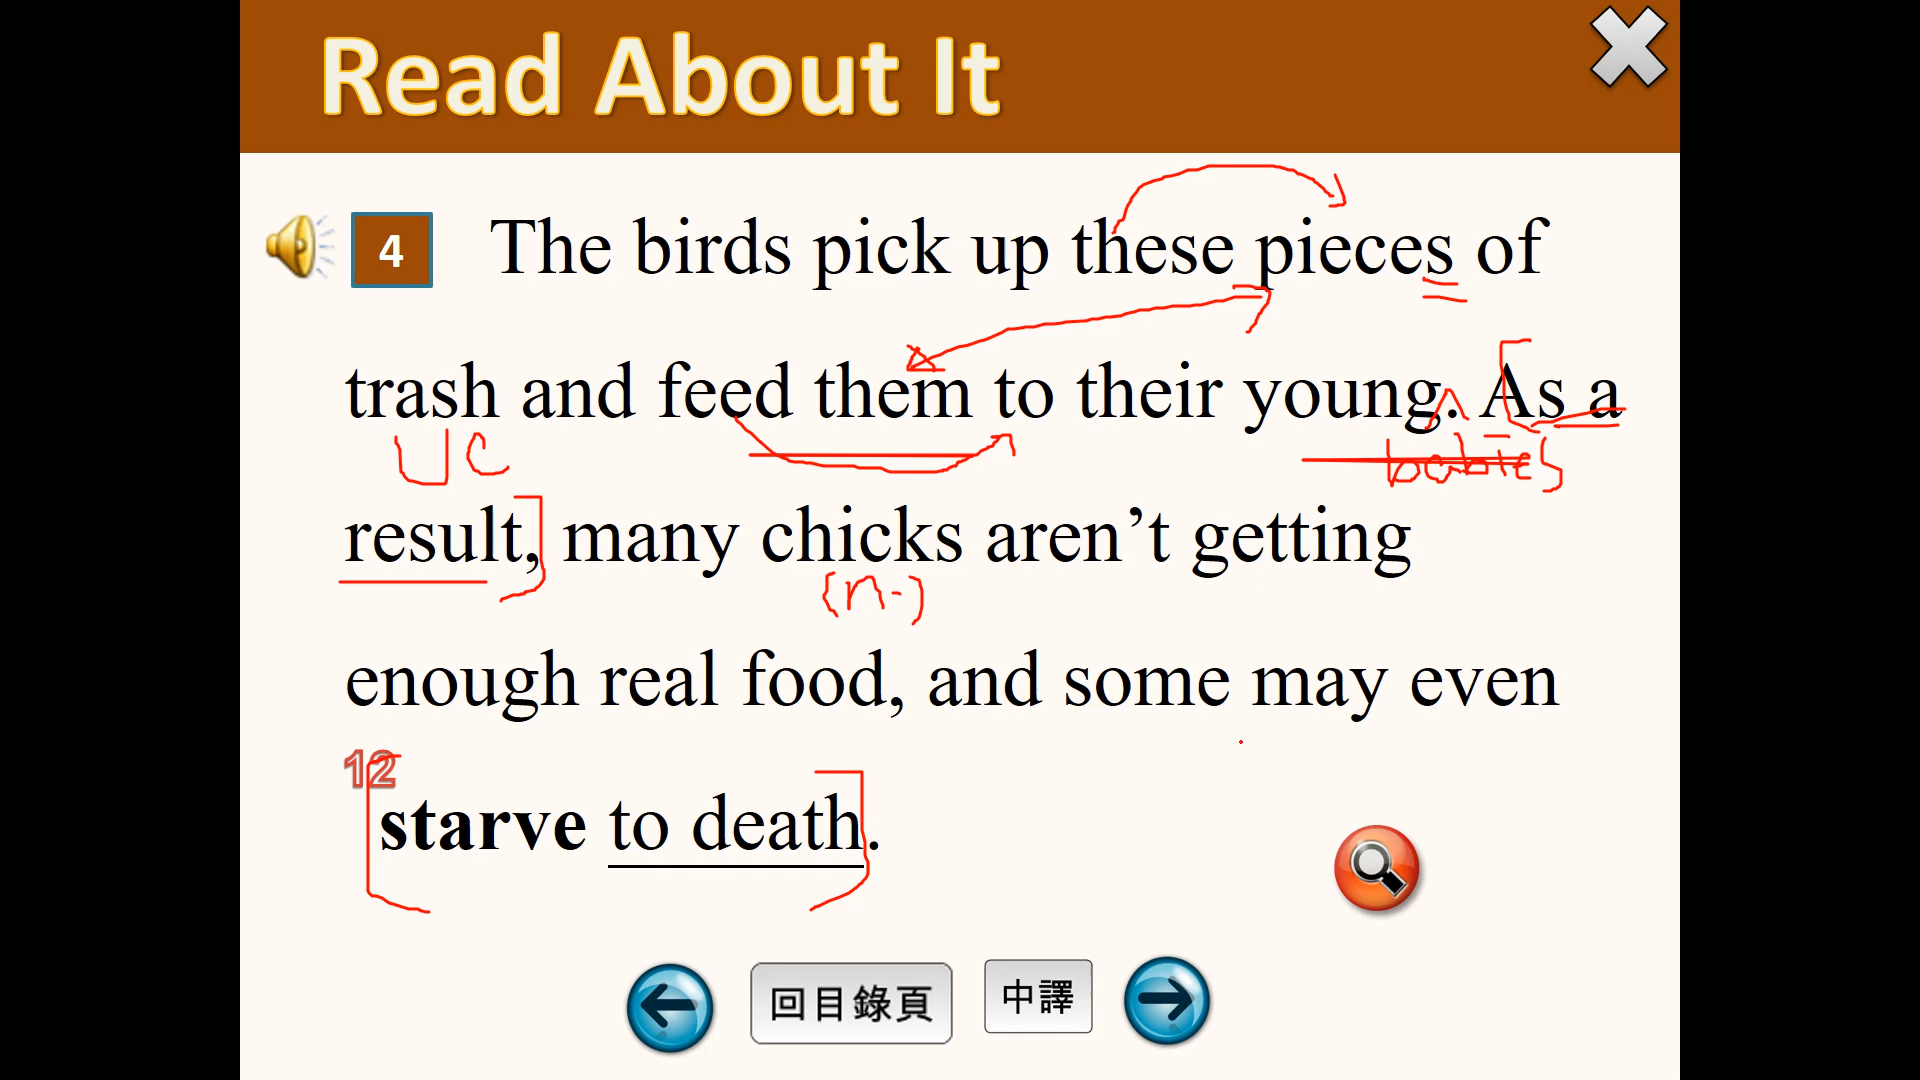 Read About It
4 The birds pick up these pieces of
trash and feed them to their young. As a
UC babies
result, many chicks aren’t getting
(n.)
enough real food, and some may even
12
starve to death.
回目錄頁 中譯